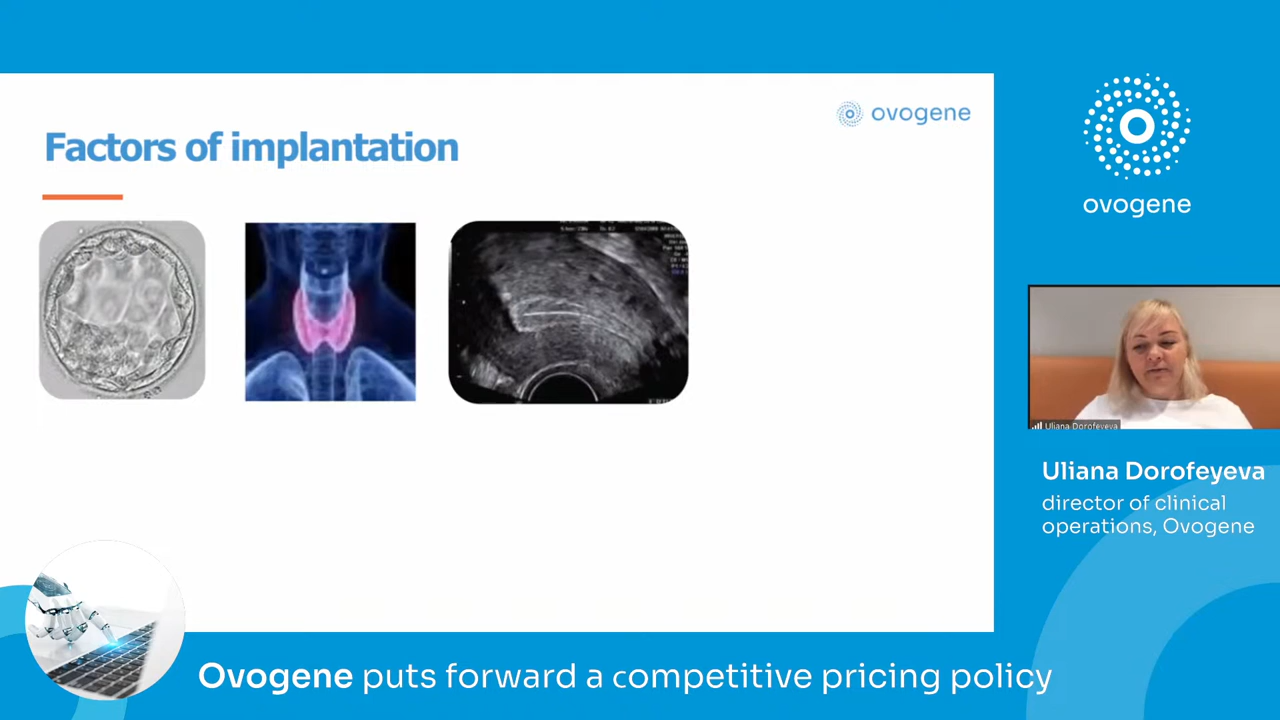 Factors of implantation
ovogene
ovogene
Uliana Dorofeyeva
Uliana Dorofeyeva
director of clinical
operations, Ovogene
Ovogene puts forward a competitive pricing policy